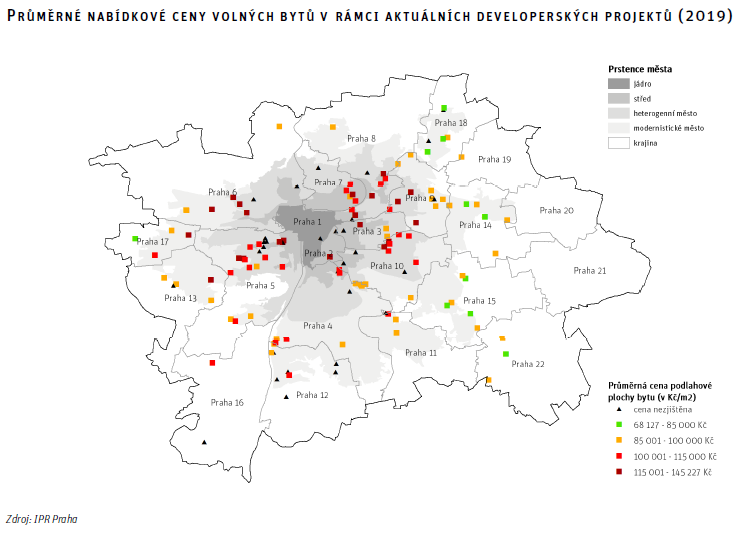 PRŮMĚRNÉ NABÍDKOVÉ CENY VOLNÝCH BYTŮ V RÁMCI AKTUÁLNÍCH DEVELOPERSKÝCH PROJEKTŮ (2019)
Prstence města
jádro
střed
heterogenní město
modernistické město
krajina
Praha 18
Praha 8
Praha 19
Praha 7
Praha 6
Praha 9
Praha 20
Praha 1
Praha 14
Praha 3
Praha 17
Praha 2
Praha 10
Praha 21
Praha 5
Praha 13
Praha 15
Praha 4
Praha 11
Praha 22
Praha 12
Praha 16
Průměrná cena podlahové
plochy bytu (v Kč/m2)
cena nezjištěna
68 127 - 85 000 Kč
85 001 - 100 000 Kč
100 001 - 115 000 Kč
115 001 - 145 227 Kč
Zdroj: IPR Praha